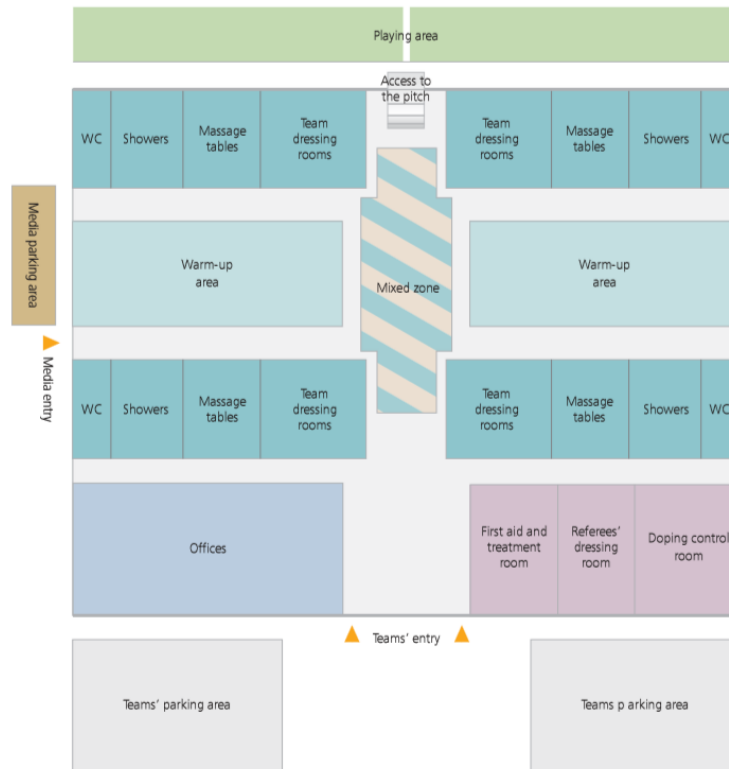 Playing area
Access to
the pitch
WC
Showers
Massage
tables
Team
dressing
rooms
Team
dressing
rooms
Massage
tables
Showers
WC
Media parking area
Warm-up
area
Mixed zone
Warm-up
area
Media entry
WC
Showers
Massage
tables
Team
dressing
rooms
Team
dressing
rooms
Massage
tables
Showers
WC
Offices
First aid and
treatment
room
Referees’
dressing
room
Doping control
room
Teams’ entry
Teams’ parking area
Teams p arking area